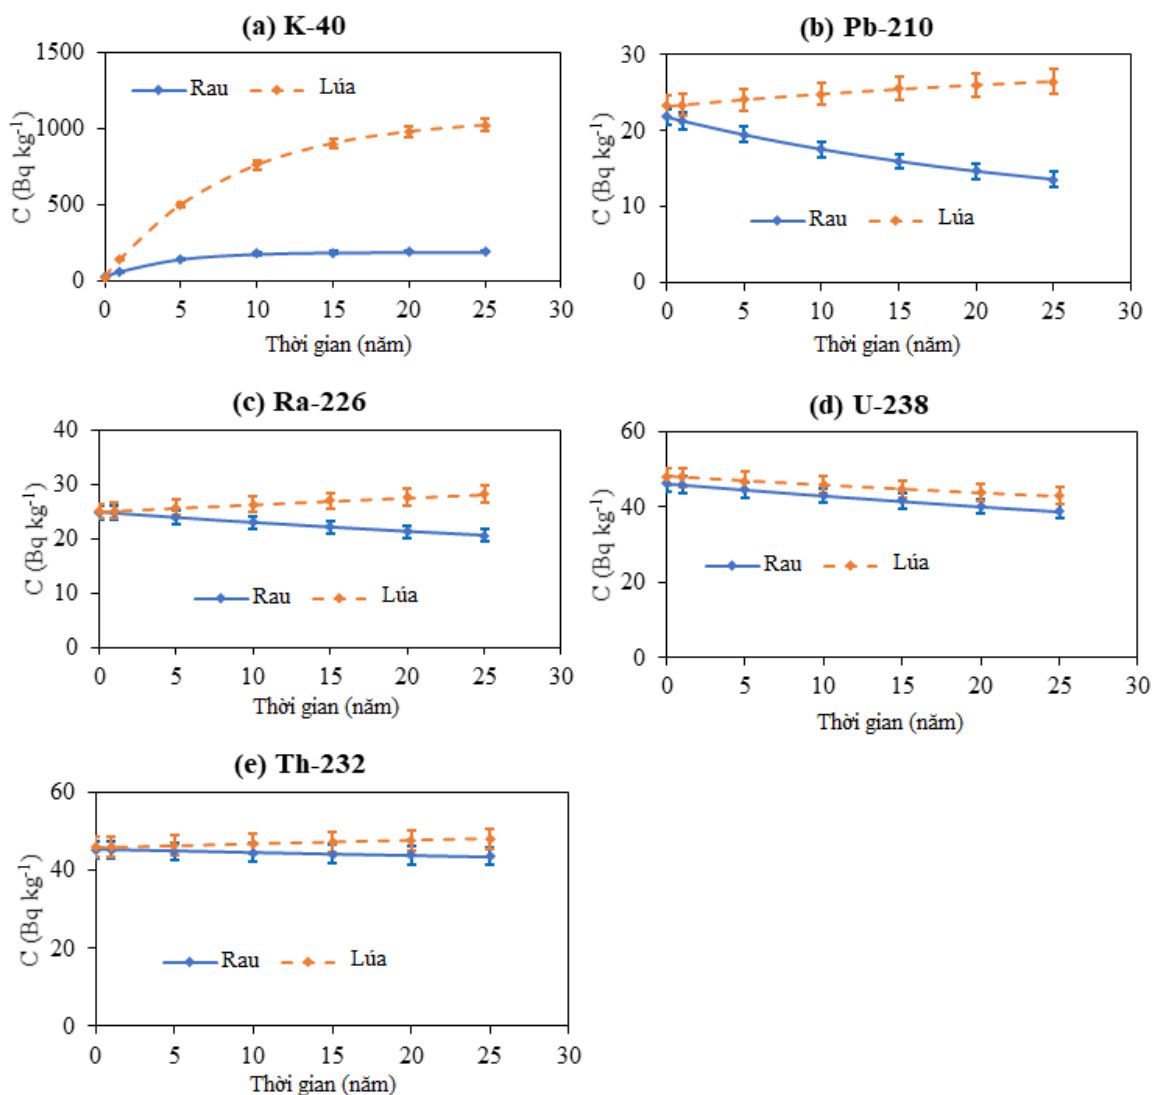 (a) K-40
C (Bq kg⁻¹)
1500
1000
500
0
Rau
Lúa
0 5 10 15 20 25 30
Thời gian (năm)
(b) Pb-210
C (Bq kg⁻¹)
30
20
10
0
Rau
Lúa
0 5 10 15 20 25 30
Thời gian (năm)
(c) Ra-226
C (Bq kg⁻¹)
40
30
20
10
0
Rau
Lúa
0 5 10 15 20 25 30
Thời gian (năm)
(d) U-238
C (Bq kg⁻¹)
60
40
20
0
Rau
Lúa
0 5 10 15 20 25 30
Thời gian (năm)
(e) Th-232
C (Bq kg⁻¹)
60
40
20
0
Rau
Lúa
0 5 10 15 20 25 30
Thời gian (năm)